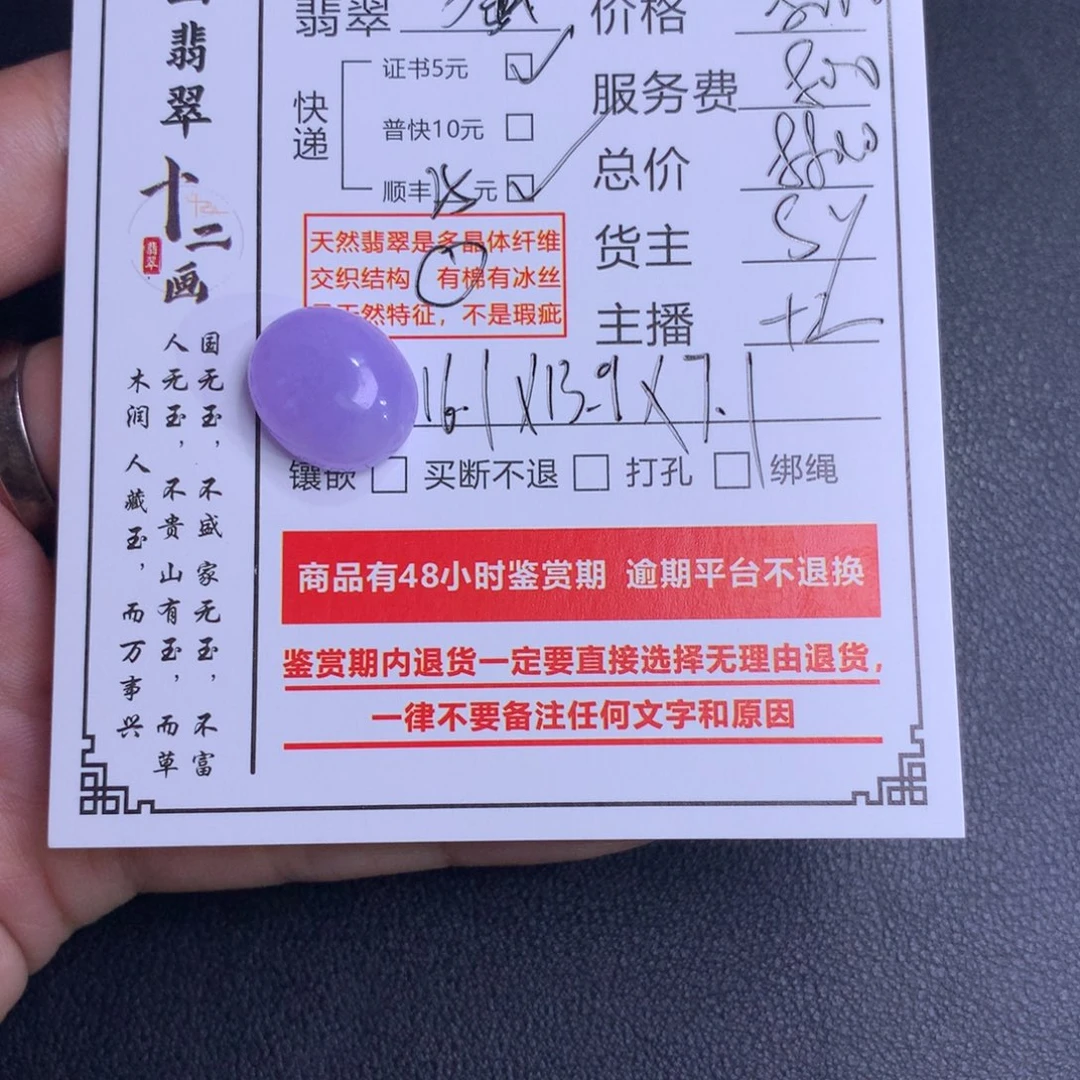 翡翠
十二画
翡翠
国无玉，不盛家无玉，不富
人无玉，不贵山有玉，而草
木润人藏玉，而万事兴
翡翠
价格
快递
证书5元
普快10元
顺丰 15 元
服务费
总价
货主
主播
天然翡翠是多晶体纤维
交织结构 有棉有冰丝
是天然特征，不是瑕疵
16.1X13.9X7.1
镶嵌 买断不退 打孔 绑绳
商品有48小时鉴赏期 逾期平台不退换
鉴赏期内退货一定要直接选择无理由退货，
一律不要备注任何文字和原因